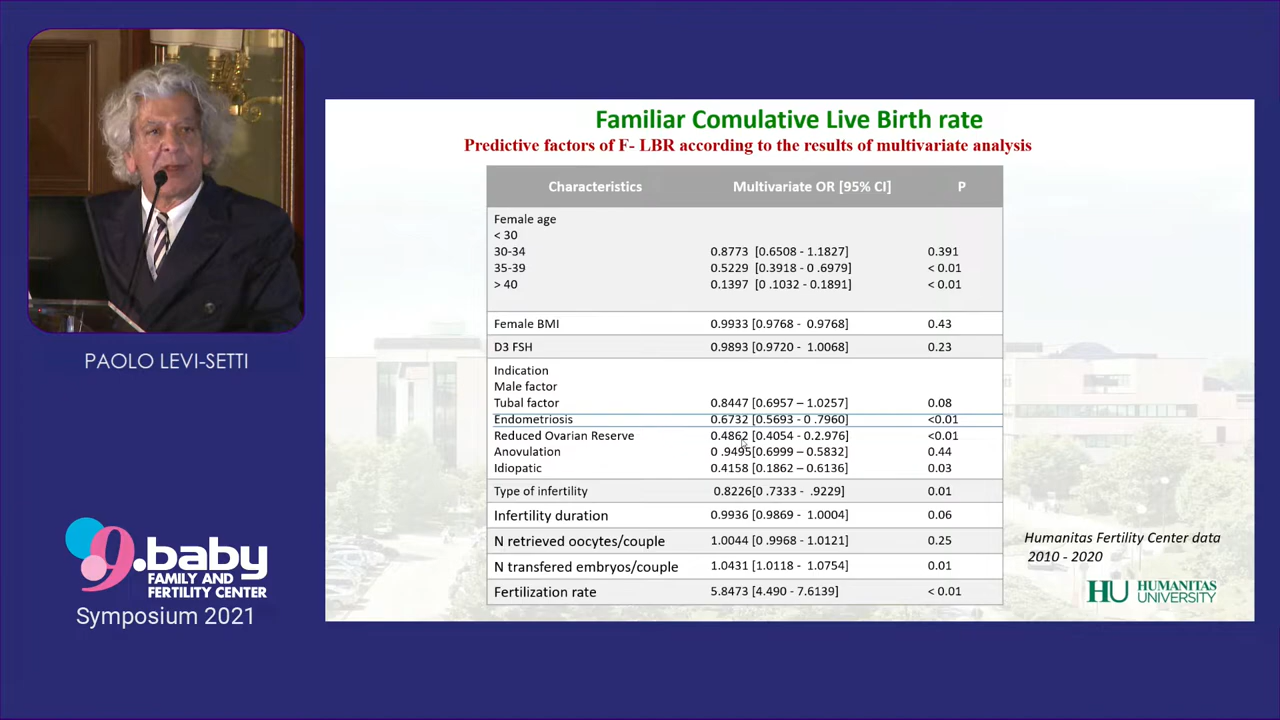 PAOLO LEVI-SETTI
9.baby
FAMILY AND
FERTILITY CENTER
Symposium 2021
Familiar Comulative Live Birth rate
Predictive factors of F- LBR according to the results of multivariate analysis
Characteristics Multivariate OR [95% CI] P
Female age
< 30
30-34 0.8773 [0.6508 - 1.1827] 0.391
35-39 0.5229 [0.3918 - 0 .6979] < 0.01
> 40 0.1397 [0 .1032 - 0.1891] < 0.01
Female BMI 0.9933 [0.9768 - 0.9768] 0.43
D3 FSH 0.9893 [0.9720 - 1.0068] 0.23
Indication
Male factor
Tubal factor 0.8447 [0.6957 – 1.0257] 0.08
Endometriosis 0.6732 [0.5693 - 0 .7960] <0.01
Reduced Ovarian Reserve 0.4862 [0.4054 - 0.2.976] <0.01
Anovulation 0 .9495[0.6999 – 0.5832] 0.44
Idiopatic 0.4158 [0.1862 – 0.6136] 0.03
Type of infertility 0.8226[0 .7333 - .9229] 0.01
Infertility duration 0.9936 [0.9869 - 1.0004] 0.06
N retrieved oocytes/couple 1.0044 [0 .9968 - 1.0121] 0.25
N transfered embryos/couple 1.0431 [1.0118 - 1.0754] 0.01
Fertilization rate 5.8473 [4.490 - 7.6139] < 0.01
Humanitas Fertility Center data
2010 - 2020
HU HUMANITAS
UNIVERSITY